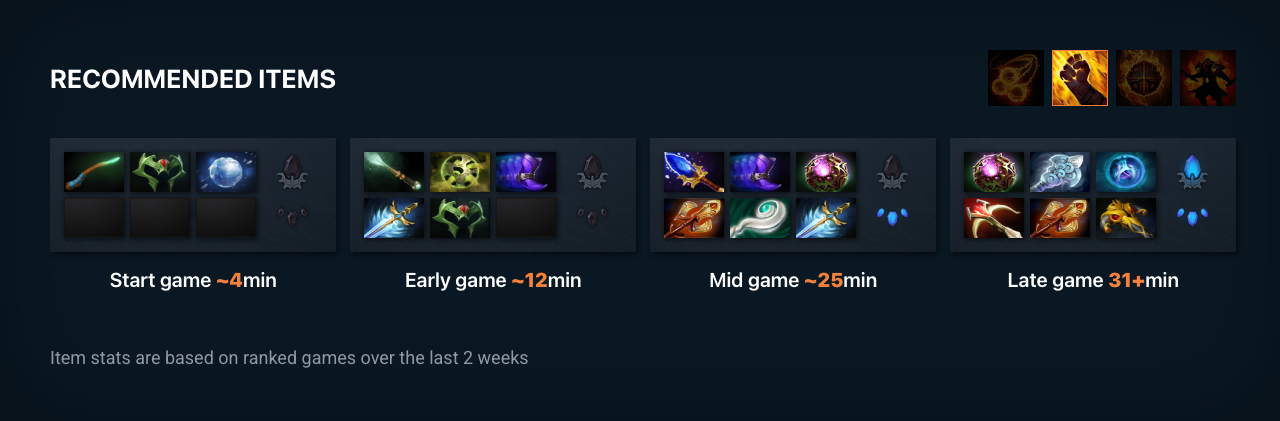 RECOMMENDED ITEMS
Start game ~4min
Early game ~12min
Mid game ~25min
Late game 31+min
Item stats are based on ranked games over the last 2 weeks